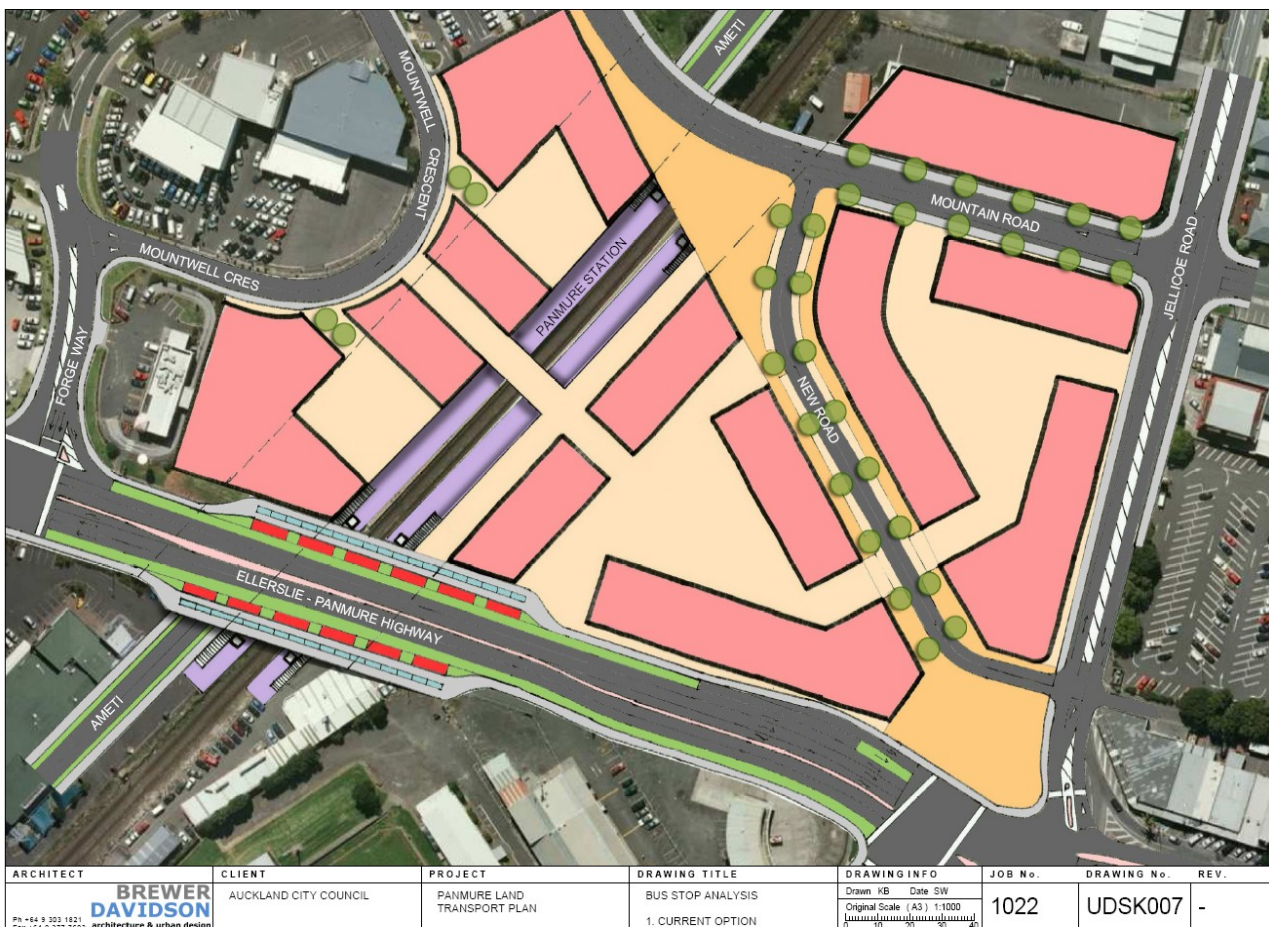 AMETI
MOUNTWELL CRESCENT
MOUNTAIN ROAD
JELLICOE ROAD
MOUNTWELL CRES
PANMURE STATION
FORGE WAY
NEW ROAD
ELLERSLIE - PANMURE HIGHWAY
AMETI
ARCHITECT
BREWER
DAVIDSON
Ph +64 9 303 1821
architecture & urban design
CLIENT
AUCKLAND CITY COUNCIL
PROJECT
PANMURE LAND
TRANSPORT PLAN
DRAWING TITLE
BUS STOP ANALYSIS
1. CURRENT OPTION
DRAWING INFO
Drawn KB Date SW
Original Scale ( A3 ) 1:1000
0 10 20 30 40
JOB No.
1022
DRAWING No.
UDSK007
REV.
-